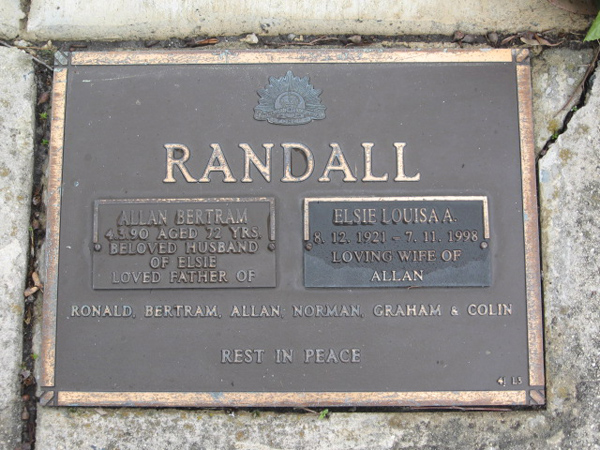 RANDALL
ALLAN BERTRAM
4.3.90 AGED 72 YRS.
BELOVED HUSBAND
OF ELSIE
LOVED FATHER OF
ELSIE LOUISA A.
8. 12. 1921 – 7. 11. 1998
LOVING WIFE OF
ALLAN
RONALD, BERTRAM, ALLAN, NORMAN, GRAHAM & COLIN
REST IN PEACE